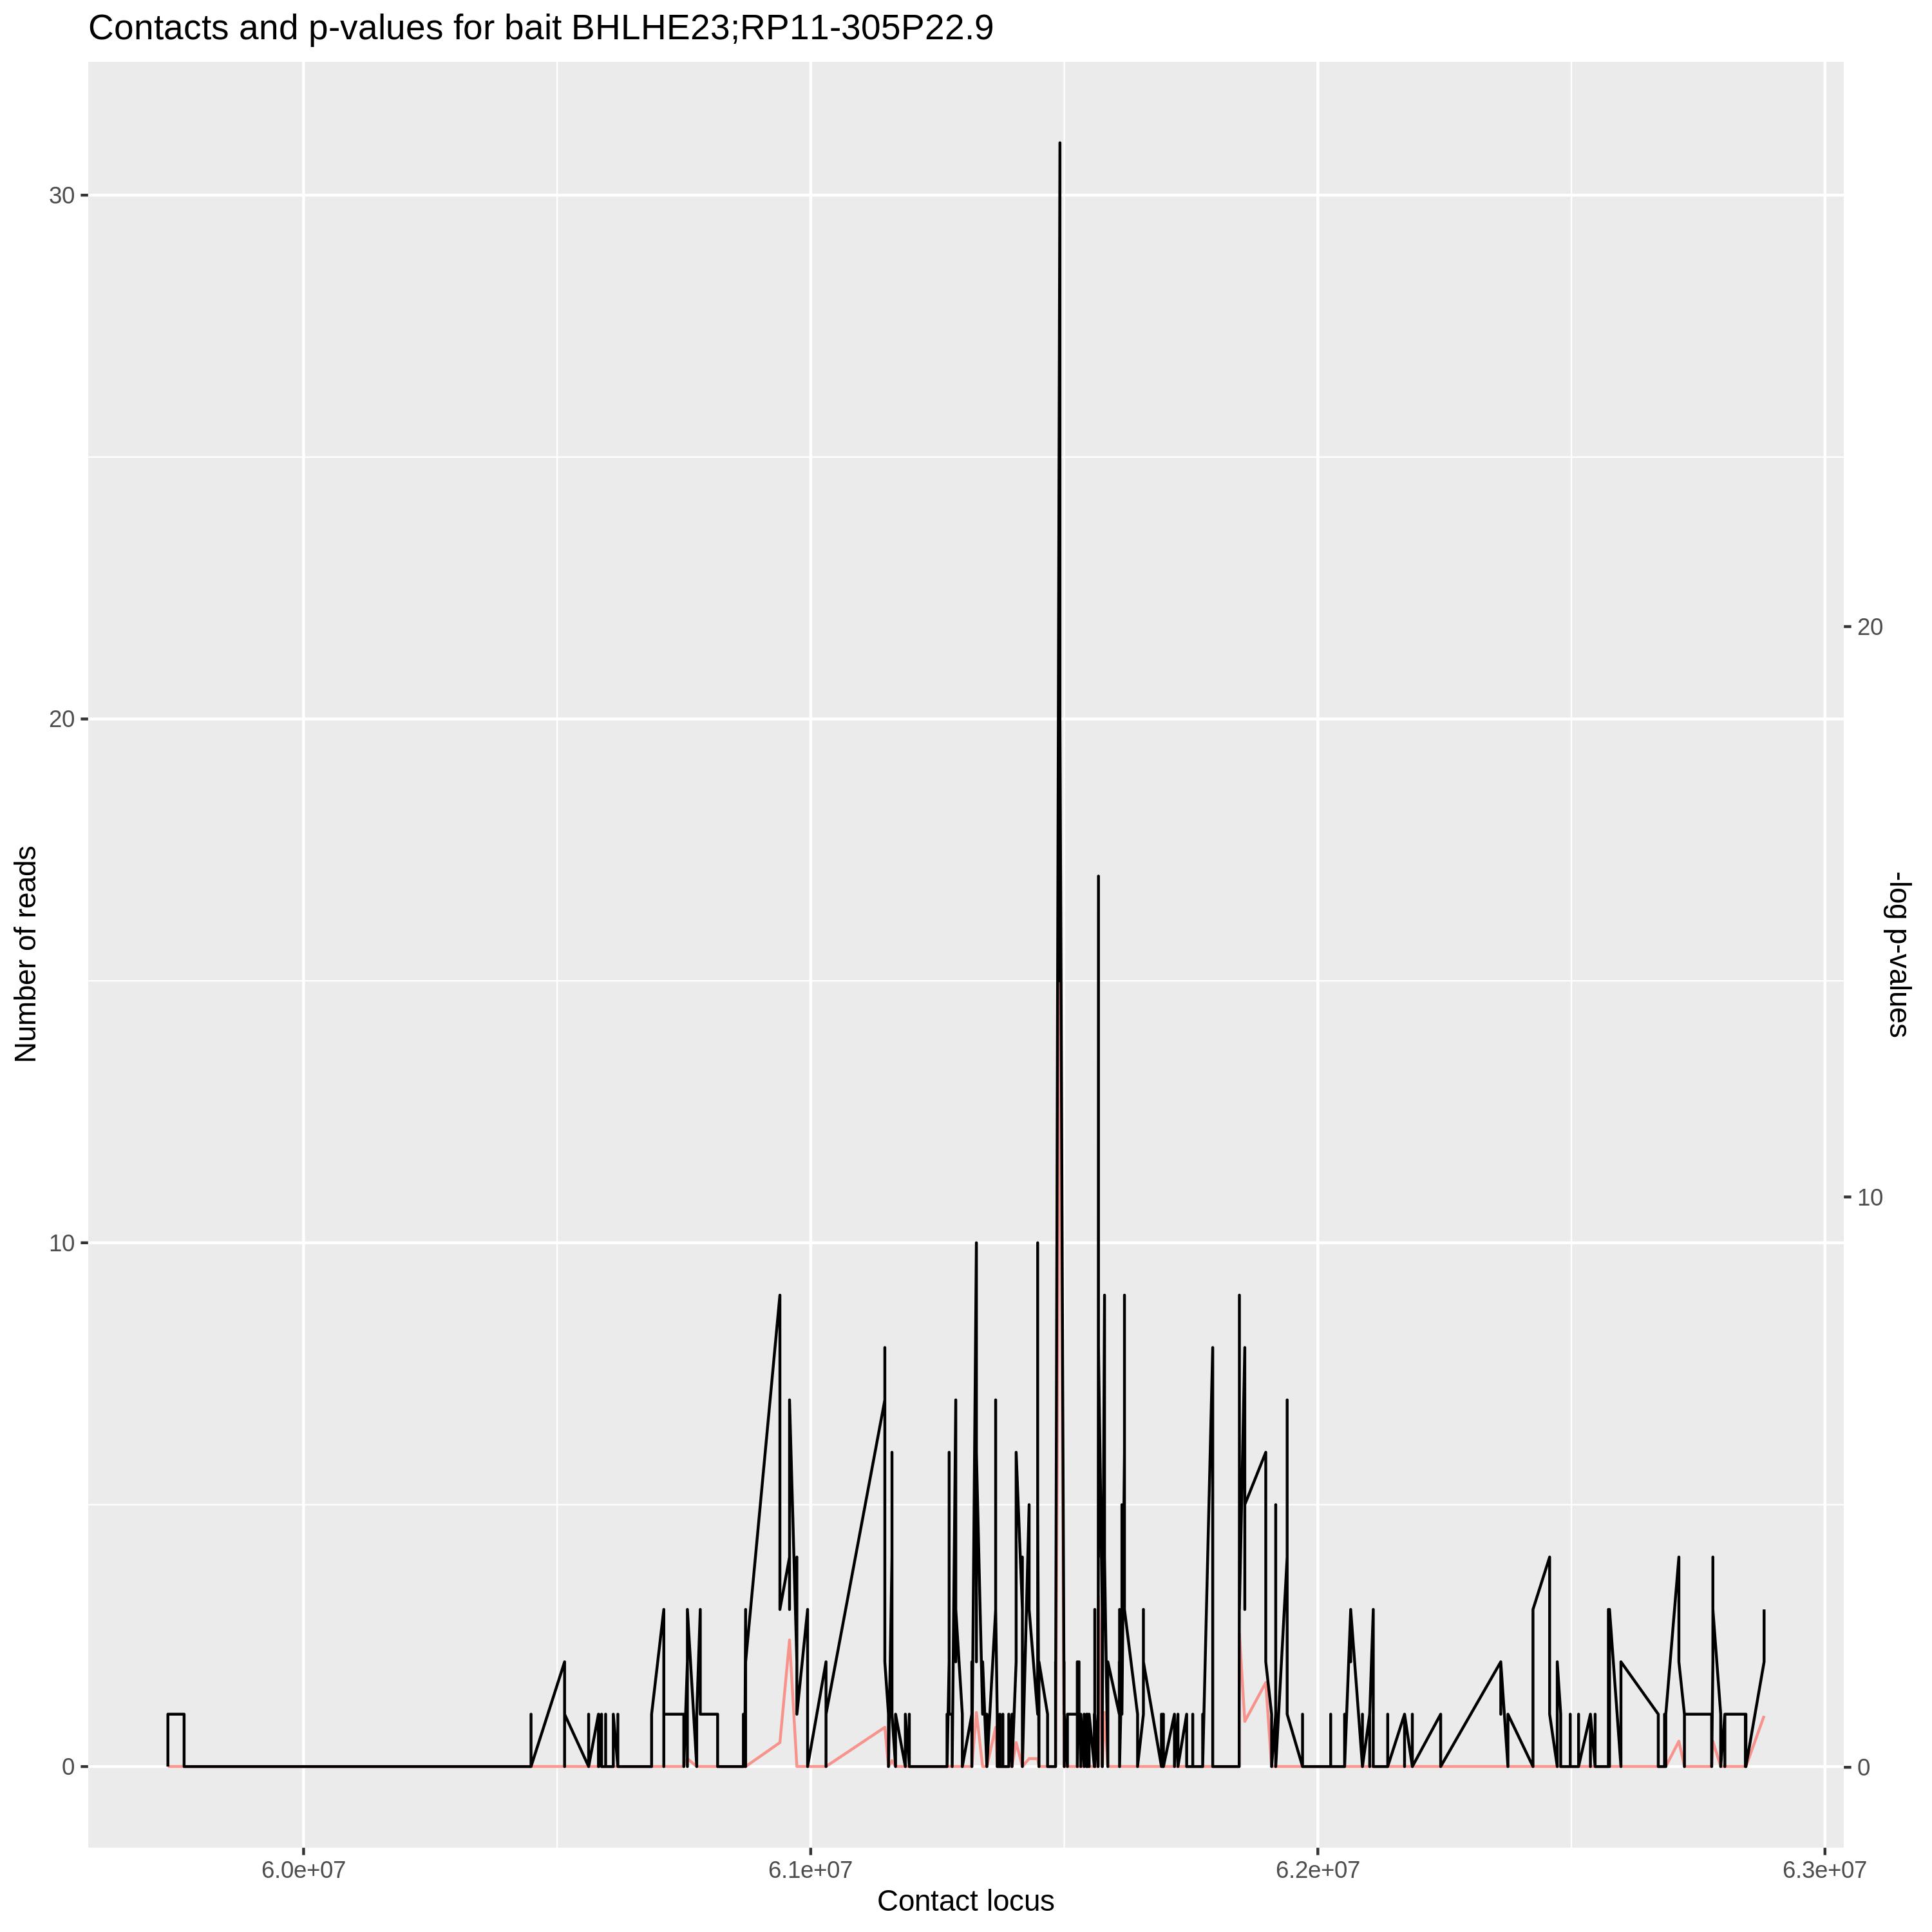 Contacts and p-values for bait BHLHE23;RP11-305P22.9
30
20
10
0
Number of reads
20
10
0
-log p-values
6.0e+07
6.1e+07
6.2e+07
6.3e+07
Contact locus